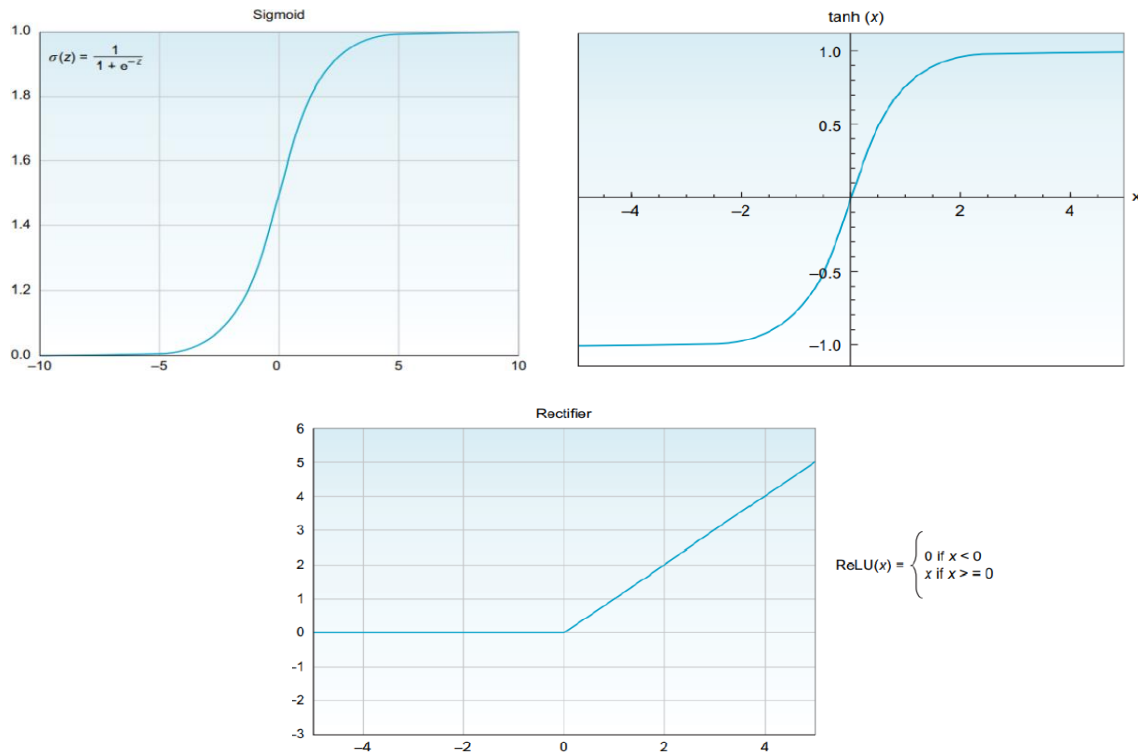 Sigmoid
σ(z) = 1 / 1 + e−z
1.0
1.8
1.6
1.4
1.2
0.0
−10 −5 0 5 10
tanh (x)
1.0
0.5
−4 −2 2 4 x
−0.5
−1.0
Rectifier
6
5
4
3
2
1
0
-1
-2
-3
−4 −2 0 2 4
ReLU(x) = { 0 if x < 0
x if x > = 0